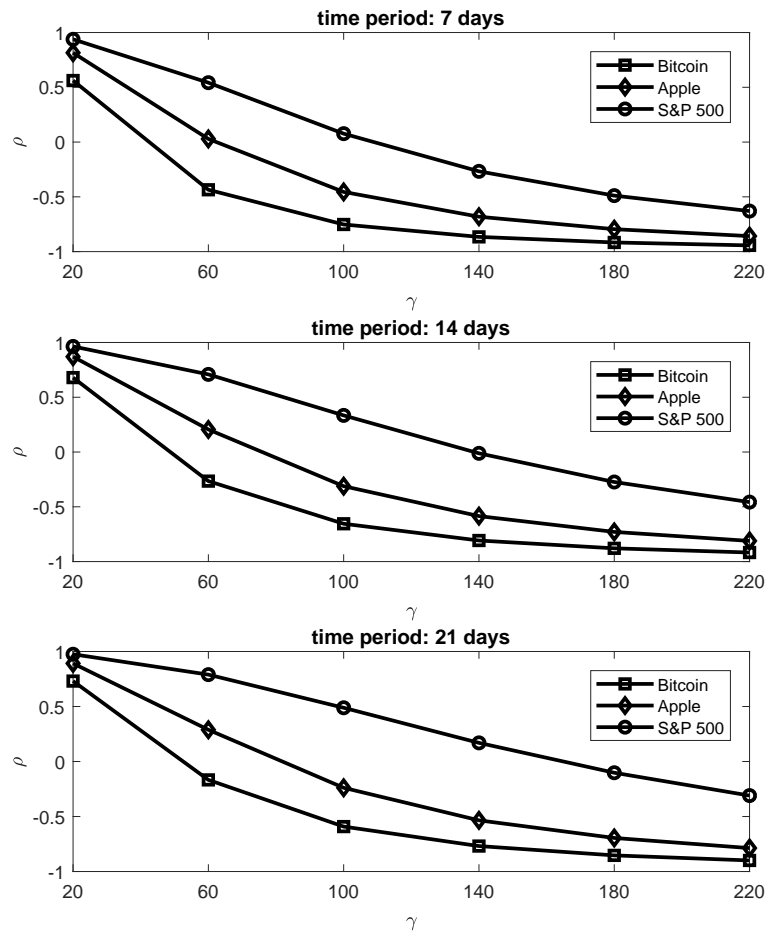 time period: 7 days
1
0.5
0
-0.5
-1
ρ
Bitcoin
Apple
S&P 500
20 60 100 140 180 220
γ
time period: 14 days
1
0.5
0
-0.5
-1
ρ
Bitcoin
Apple
S&P 500
20 60 100 140 180 220
γ
time period: 21 days
1
0.5
0
-0.5
-1
ρ
Bitcoin
Apple
S&P 500
20 60 100 140 180 220
γ